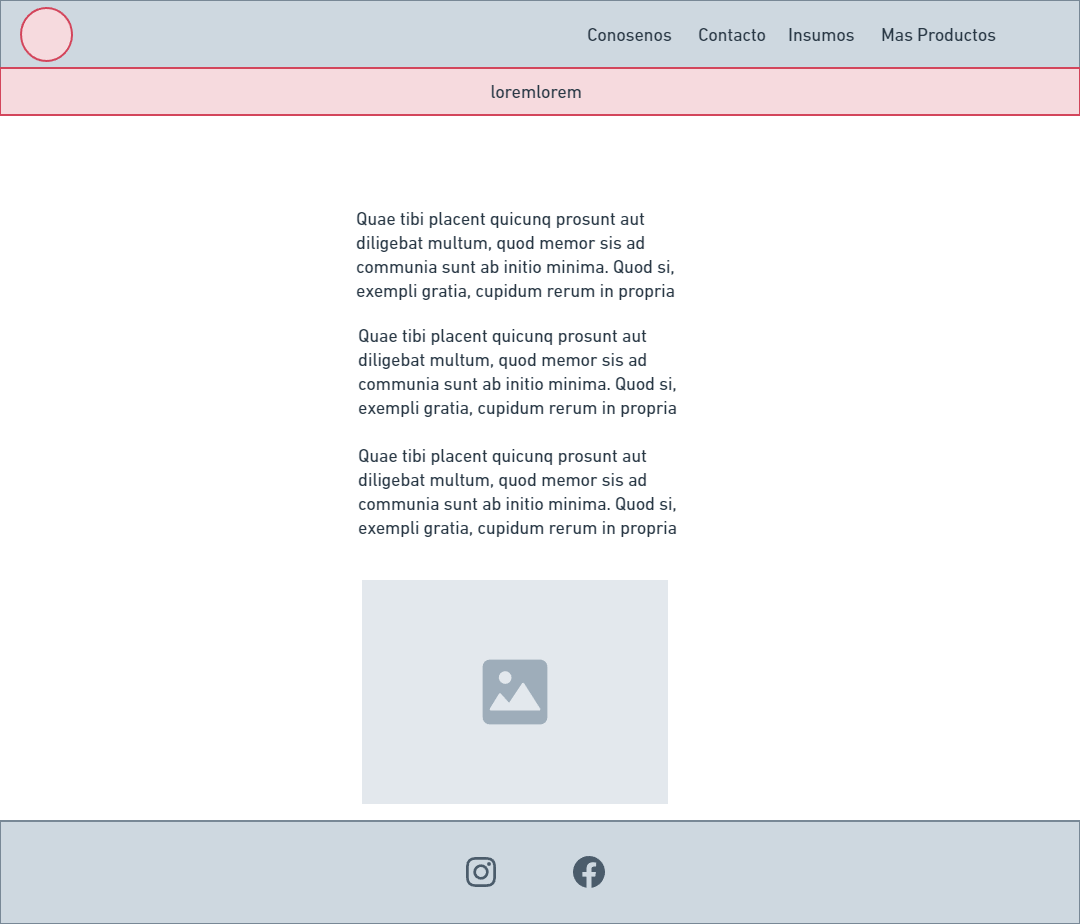 Conosenos Contacto Insumos Mas Productos
loremlorem
Quae tibi placent quicunq prosunt aut
diligebat multum, quod memor sis ad
communia sunt ab initio minima. Quod si,
exempli gratia, cupidum rerum in propria
Quae tibi placent quicunq prosunt aut
diligebat multum, quod memor sis ad
communia sunt ab initio minima. Quod si,
exempli gratia, cupidum rerum in propria
Quae tibi placent quicunq prosunt aut
diligebat multum, quod memor sis ad
communia sunt ab initio minima. Quod si,
exempli gratia, cupidum rerum in propria